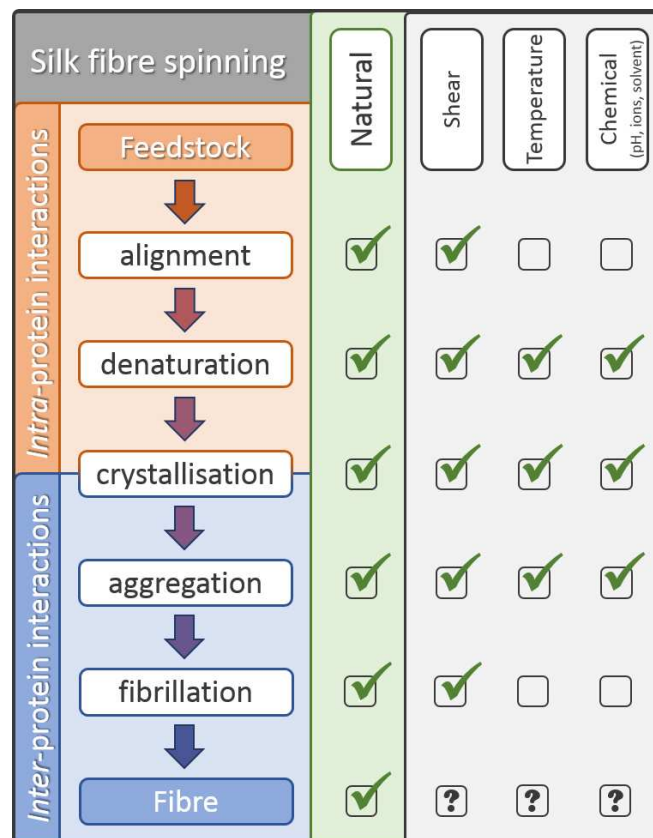 Silk fibre spinning
Natural
Shear
Temperature
Chemical
(pH, ions, solvent)
Intra-protein interactions
Feedstock
alignment
denaturation
crystallisation
Inter-protein interactions
aggregation
fibrillation
Fibre
? ? ?